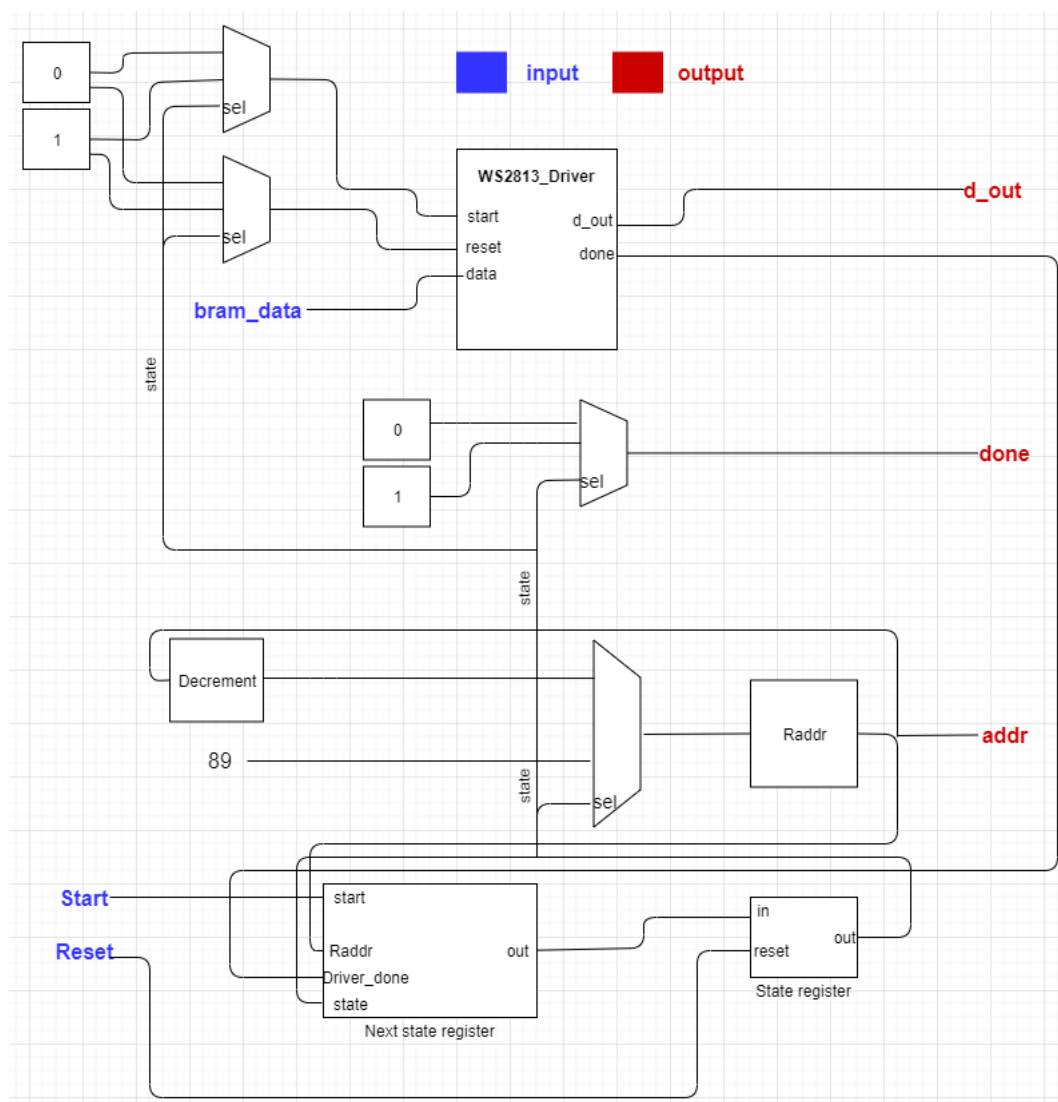 0
1
sel
sel
input
output
WS2813_Driver
start
reset
data
d_out
done
d_out
bram_data
state
0
1
sel
done
state
Decrement
89
state
sel
Raddr
addr
Start
Reset
start
Raddr
Driver_done
state
out
Next state register
in
reset
out
State register